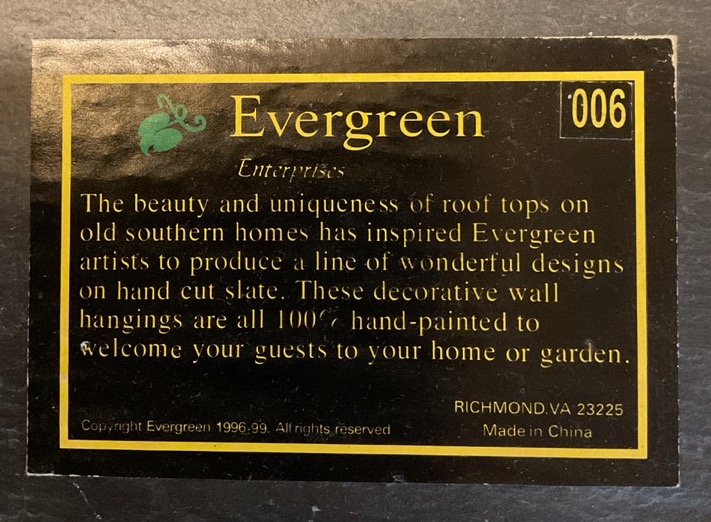 Evergreen
006
Enterprises
The beauty and uniqueness of roof tops on
old southern homes has inspired Evergreen
artists to produce a line of wonderful designs
on hand cut slate. These decorative wall
hangings are all 100% hand-painted to
welcome your guests to your home or garden.
RICHMOND.VA 23225
Copyright Evergreen 1996-99. All rights reserved
Made in China